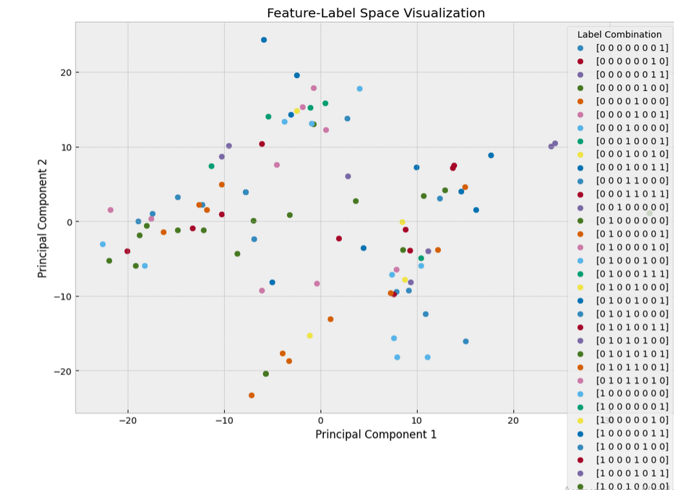 Feature-Label Space Visualization
Principal Component 2
20
10
0
−10
−20
−20
−10
0
10
20
Principal Component 1
Label Combination
[0 0 0 0 0 0 0 1]
[0 0 0 0 0 0 1 0]
[0 0 0 0 0 0 1 1]
[0 0 0 0 0 1 0 0]
[0 0 0 0 1 0 0 0]
[0 0 0 0 1 0 0 1]
[0 0 0 1 0 0 0 0]
[0 0 0 1 0 0 0 1]
[0 0 0 1 0 0 1 0]
[0 0 0 1 0 0 1 1]
[0 0 0 1 1 0 0 0]
[0 0 0 1 1 0 1 1]
[0 0 1 0 0 0 0 0]
[0 1 0 0 0 0 0 0]
[0 1 0 0 0 0 0 1]
[0 1 0 0 0 0 1 0]
[0 1 0 0 0 1 0 0]
[0 1 0 0 0 1 1 1]
[0 1 0 0 1 0 0 0]
[0 1 0 0 1 0 0 1]
[0 1 0 1 0 0 0 0]
[0 1 0 1 0 0 1 1]
[0 1 0 1 0 1 0 0]
[0 1 0 1 0 1 0 1]
[0 1 0 1 1 0 0 1]
[0 1 0 1 1 0 1 0]
[1 0 0 0 0 0 0 0]
[1 0 0 0 0 0 0 1]
[1 0 0 0 0 0 1 0]
[1 0 0 0 0 0 1 1]
[1 0 0 0 0 1 0 0]
[1 0 0 0 1 0 0 0]
[1 0 0 0 1 0 1 1]
[1 0 0 1 0 0 0 0]